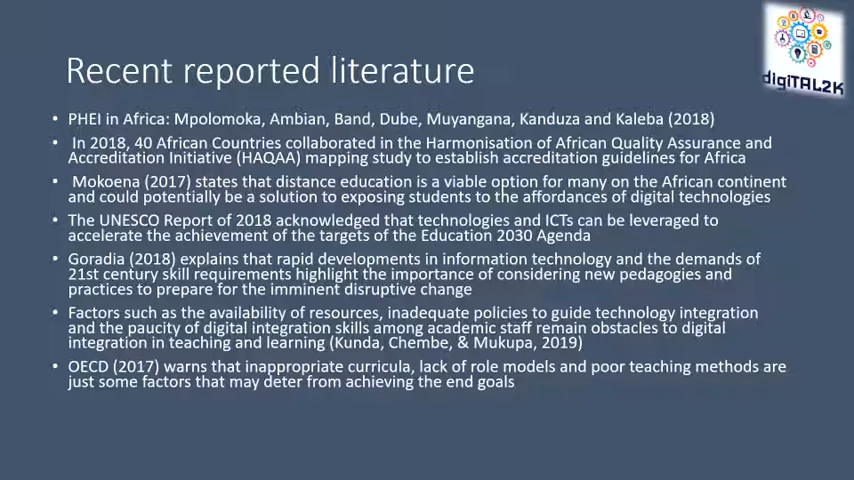 digiTAL2K
Recent reported literature
• PHEI in Africa: Mpolomoka, Ambian, Band, Dube, Muyangana, Kanduza and Kaleba (2018)
• In 2018, 40 African Countries collaborated in the Harmonisation of African Quality Assurance and
Accreditation Initiative (HAQAA) mapping study to establish accreditation guidelines for Africa
• Mokoena (2017) states that distance education is a viable option for many on the African continent
and could potentially be a solution to exposing students to the affordances of digital technologies
• The UNESCO Report of 2018 acknowledged that technologies and ICTs can be leveraged to
accelerate the achievement of the targets of the Education 2030 Agenda
• Goradia (2018) explains that rapid developments in information technology and the demands of
21st century skill requirements highlight the importance of considering new pedagogies and
practices to prepare for the imminent disruptive change
• Factors such as the availability of resources, inadequate policies to guide technology integration
and the paucity of digital integration skills among academic staff remain obstacles to digital
integration in teaching and learning (Kunda, Chembe, & Mukupa, 2019)
• OECD (2017) warns that inappropriate curricula, lack of role models and poor teaching methods are
just some factors that may deter from achieving the end goals